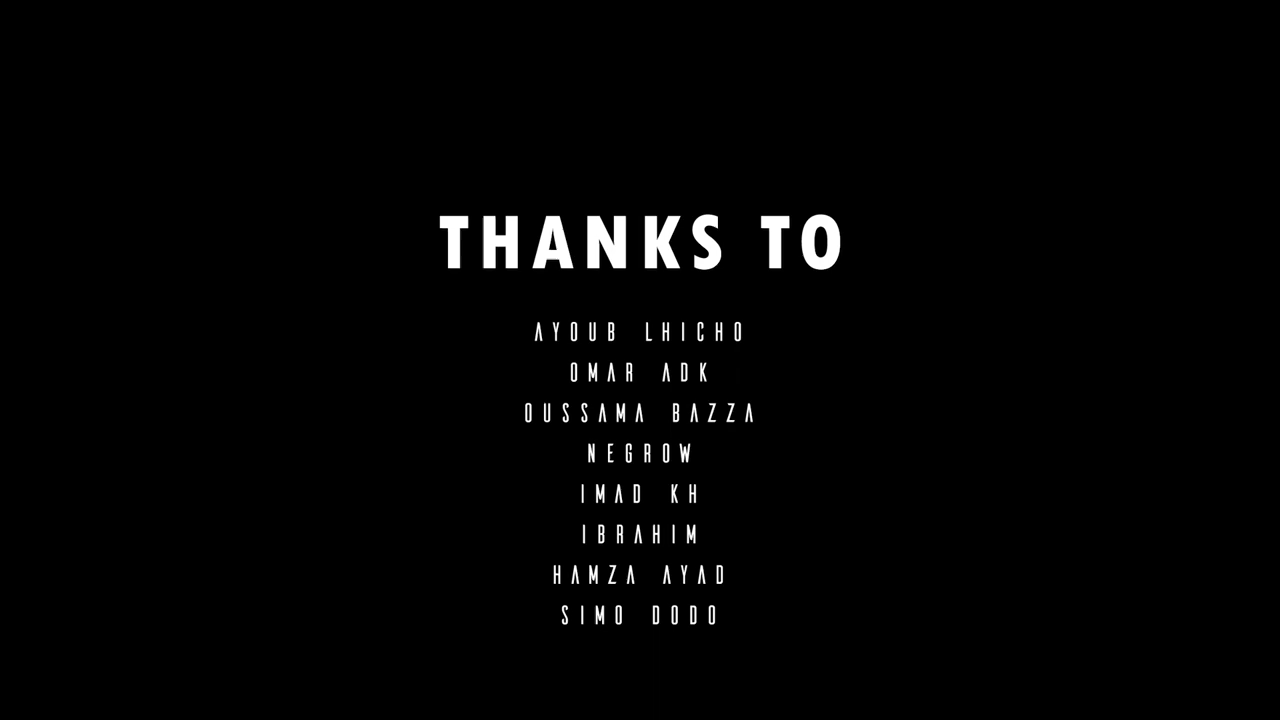 THANKS TO
AYOUB LHICHO
OMAR ADK
OUSSAMA BAZZA
NEGROW
IMAD KH
IBRAHIM
HAMZA AYAD
SIMO DODO